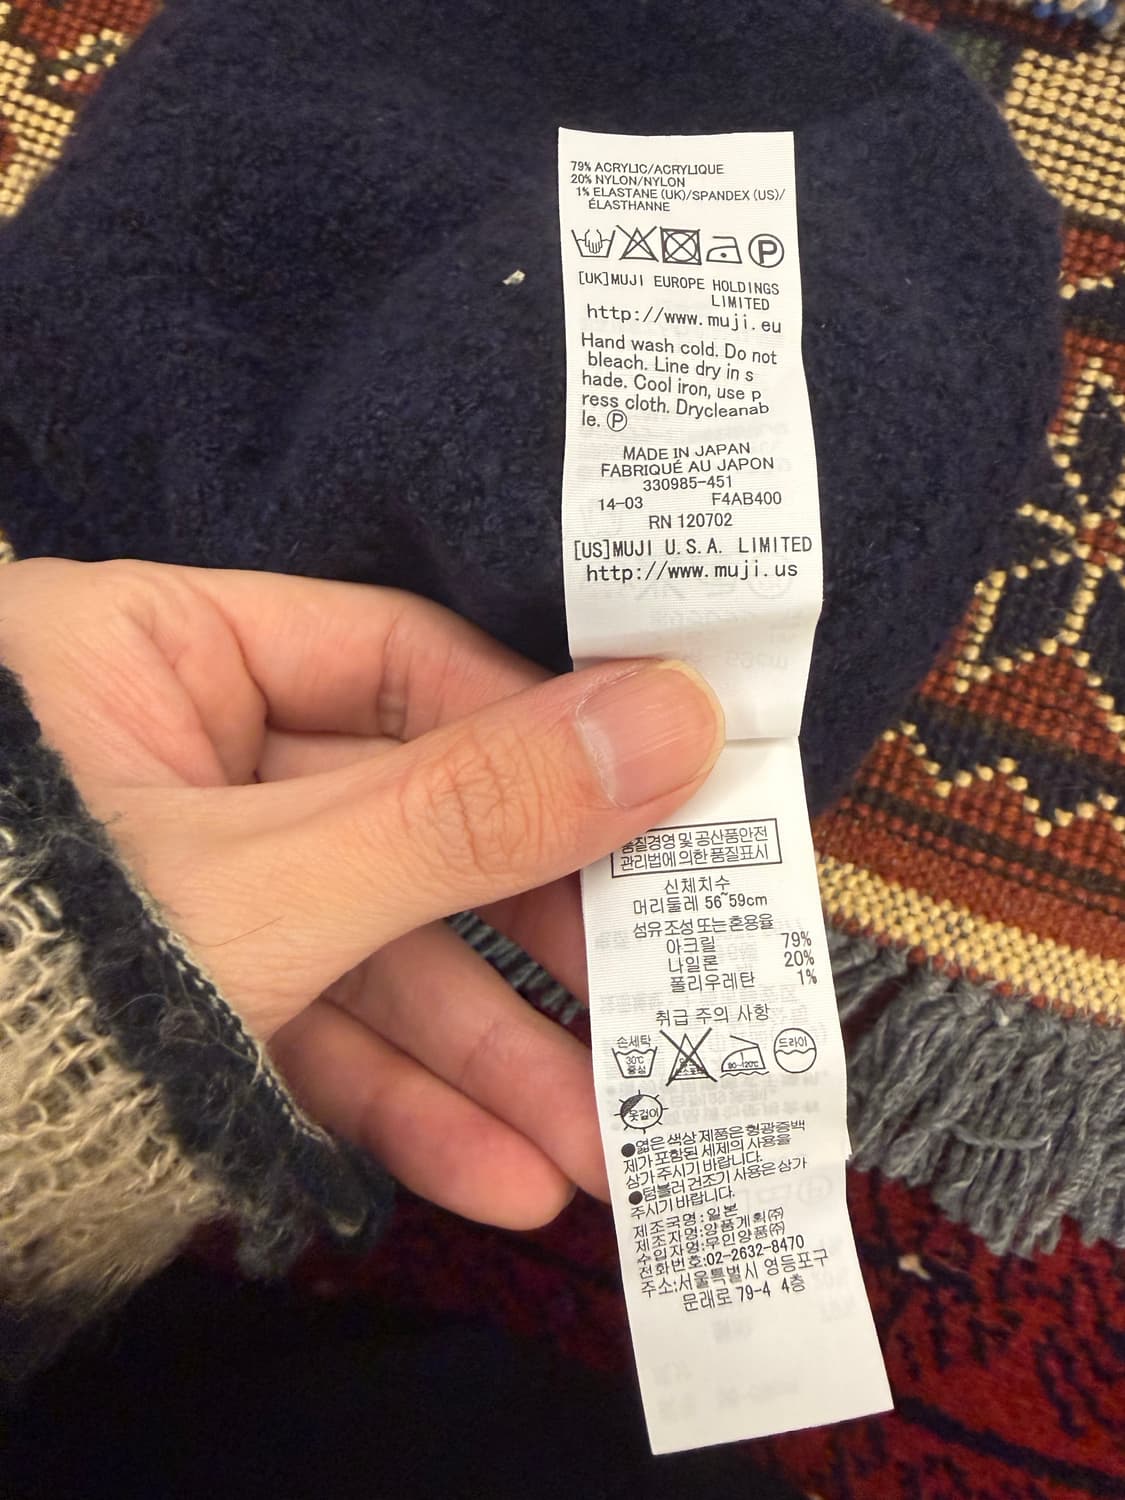 79% ACRYLIC/ACRYLIQUE
20% NYLON/NYLON
1% ELASTANE (UK)/SPANDEX (US)/
ÉLASTHANNE
P
[UK]MUJI EUROPE HOLDINGS
LIMITED
http://www.muji.eu
Hand wash cold. Do not
bleach. Line dry in s
hade. Cool iron, use p
ress cloth. Drycleanab
le. P
MADE IN JAPAN
FABRIQUÉ AU JAPON
330985-451
14-03 F4AB400
RN 120702
[US]MUJI U.S.A. LIMITED
http://www.muji.us
품질경영 및 공산품안전
관리법에 의한 품질표시
신체치수
머리둘레 56~59cm
섬유 조성 또는 혼용율
아크릴 79%
나일론 20%
폴리우레탄 1%
취급 주의 사항
손세탁
30℃
중성
80~120℃
드라이
옷걸이
●엷은 색상 제품은 형광증백
제가 포함된 세제의 사용을
삼가 주시기 바랍니다.
●텀블러 건조기 사용은 삼가
주시기 바랍니다.
제조국명:일본
제조자명:양품계획㈜
수입자명:무인양품㈜
전화번호:02-2632-8470
주소:서울특별시 영등포구
문래로 79-4 4층